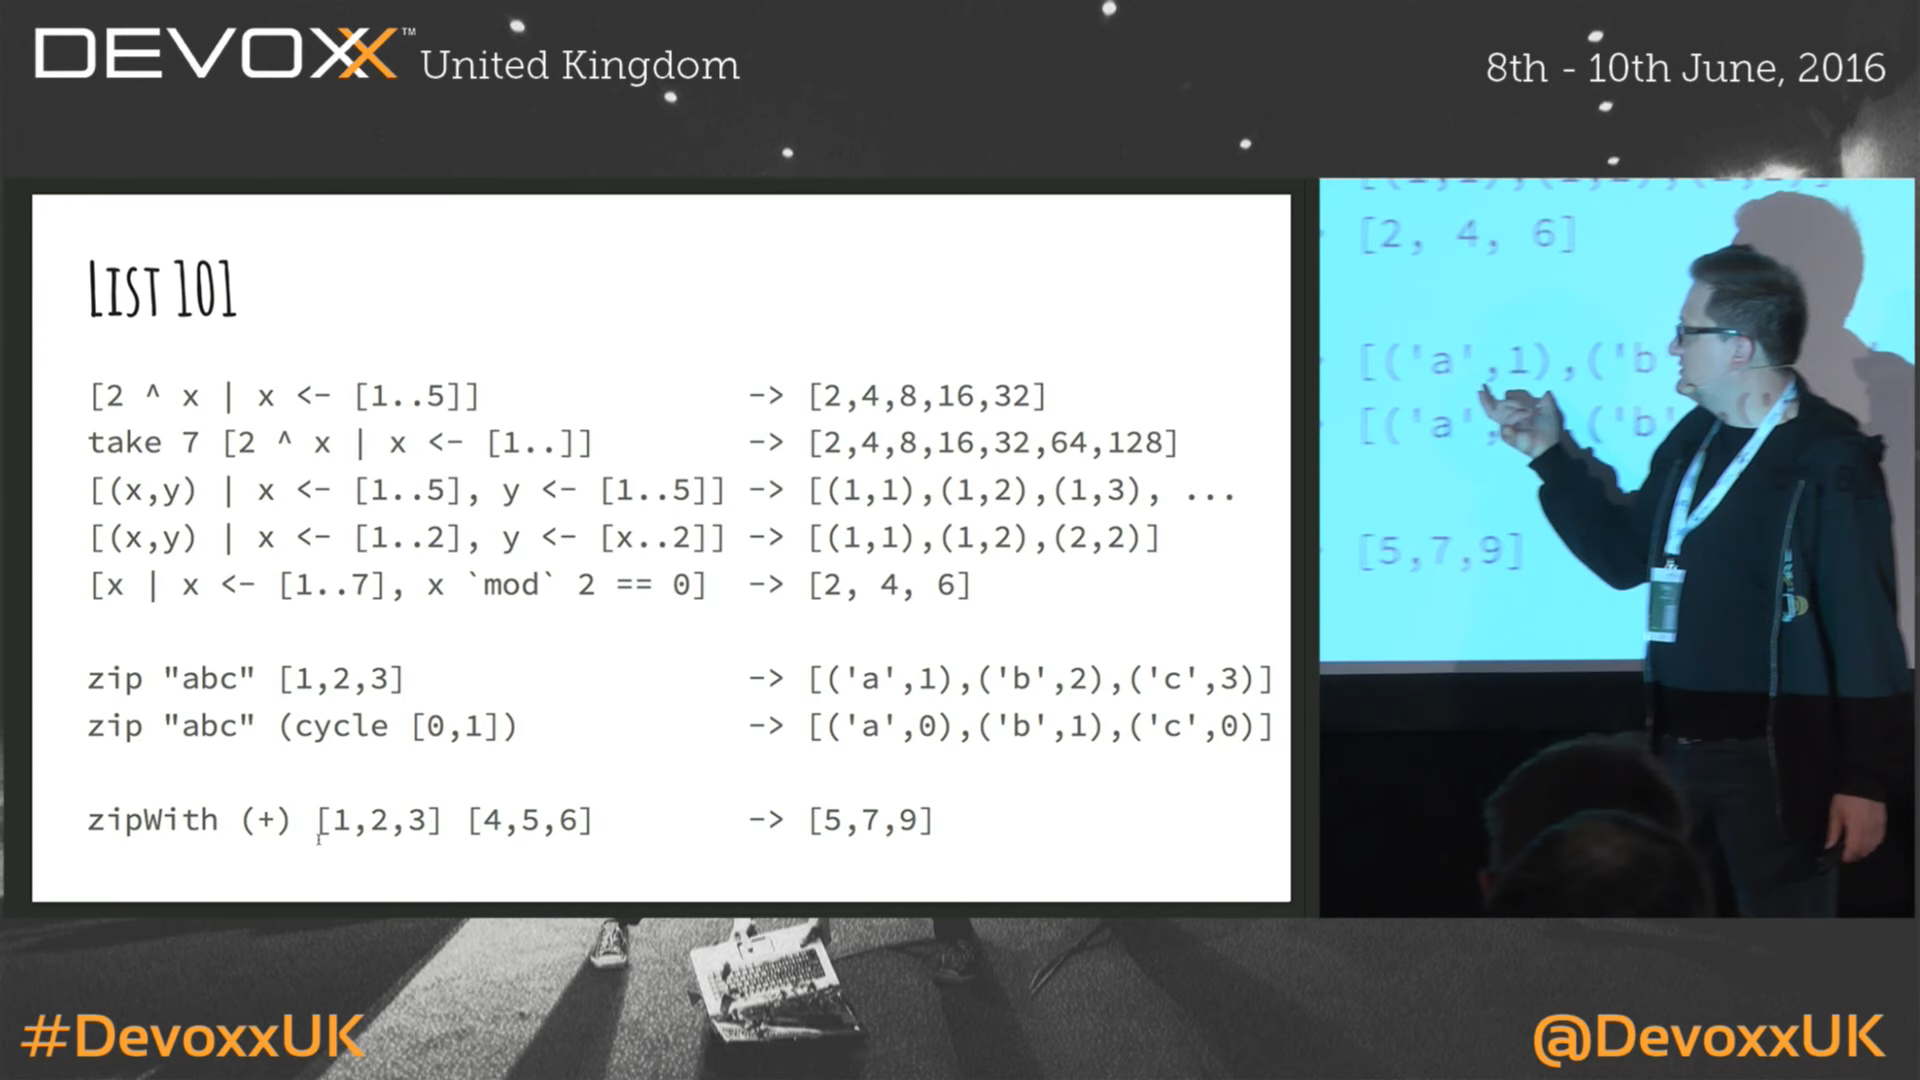 DEVOXX™ United Kingdom
8th - 10th June, 2016
LIST 101
[2 ^ x | x <- [1..5]] -> [2,4,8,16,32]
take 7 [2 ^ x | x <- [1..]] -> [2,4,8,16,32,64,128]
[(x,y) | x <- [1..5], y <- [1..5]] -> [(1,1),(1,2),(1,3), ...
[(x,y) | x <- [1..2], y <- [x..2]] -> [(1,1),(1,2),(2,2)]
[x | x <- [1..7], x `mod` 2 == 0] -> [2, 4, 6]
zip "abc" [1,2,3] -> [('a',1),('b',2),('c',3)]
zip "abc" (cycle [0,1]) -> [('a',0),('b',1),('c',0)]
zipWith (+) [1,2,3] [4,5,6] -> [5,7,9]
[2, 4, 6]
[('a',1),('b'
[('a' ('b'
[5,7,9]
#DevoxxUK
@DevoxxUK